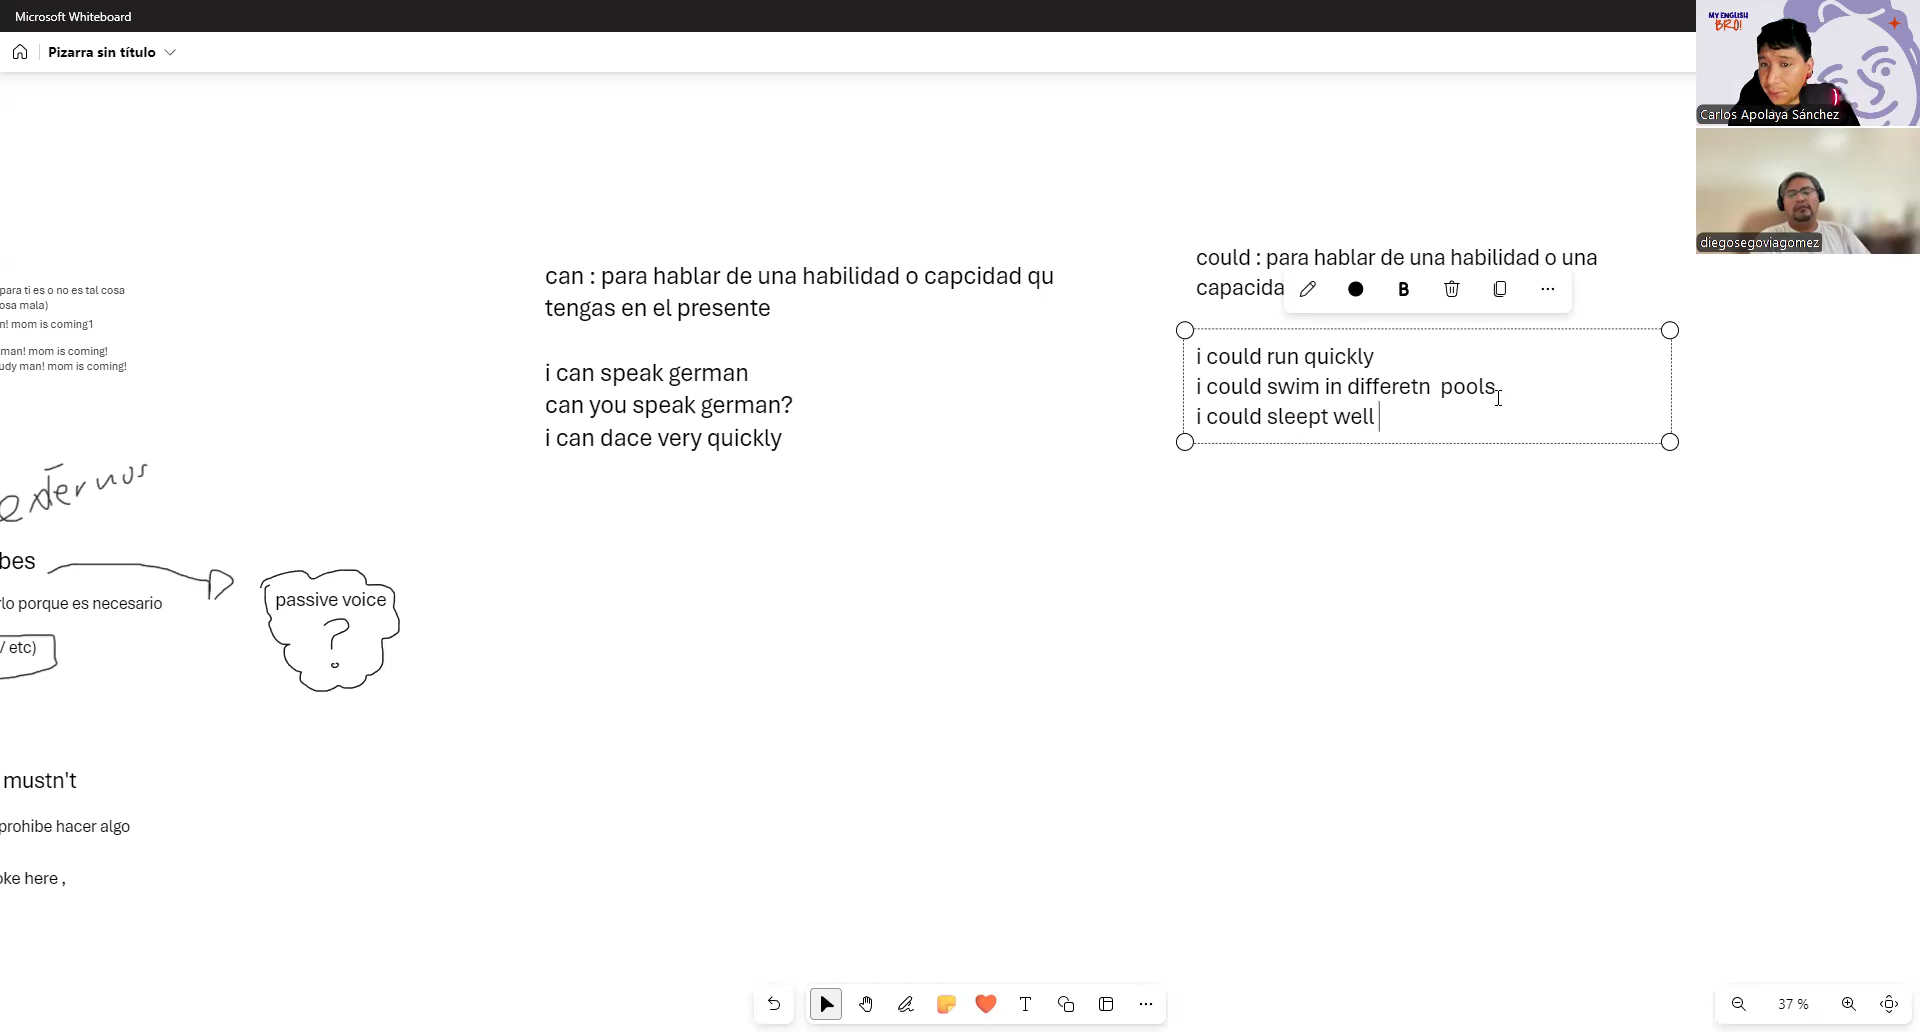 Microsoft Whiteboard
Pizarra sin título
MY ENGLISH
BRO!
Carlos Apolaya Sánchez
diegosegoviagomez
para ti es o no es tal cosa
osa mala)
n! mom is coming1
man! mom is coming!
udy man! mom is coming!
externos
bes
rlo porque es necesario
/ etc)
passive voice
?
mustn't
prohibe hacer algo
oke here ,
can : para hablar de una habilidad o capcidad qu
tengas en el presente
i can speak german
can you speak german?
i can dace very quickly
could : para hablar de una habilidad o una
capacida
B
i could run quickly
i could swim in differetn  pools
i could sleept well
T
37 %